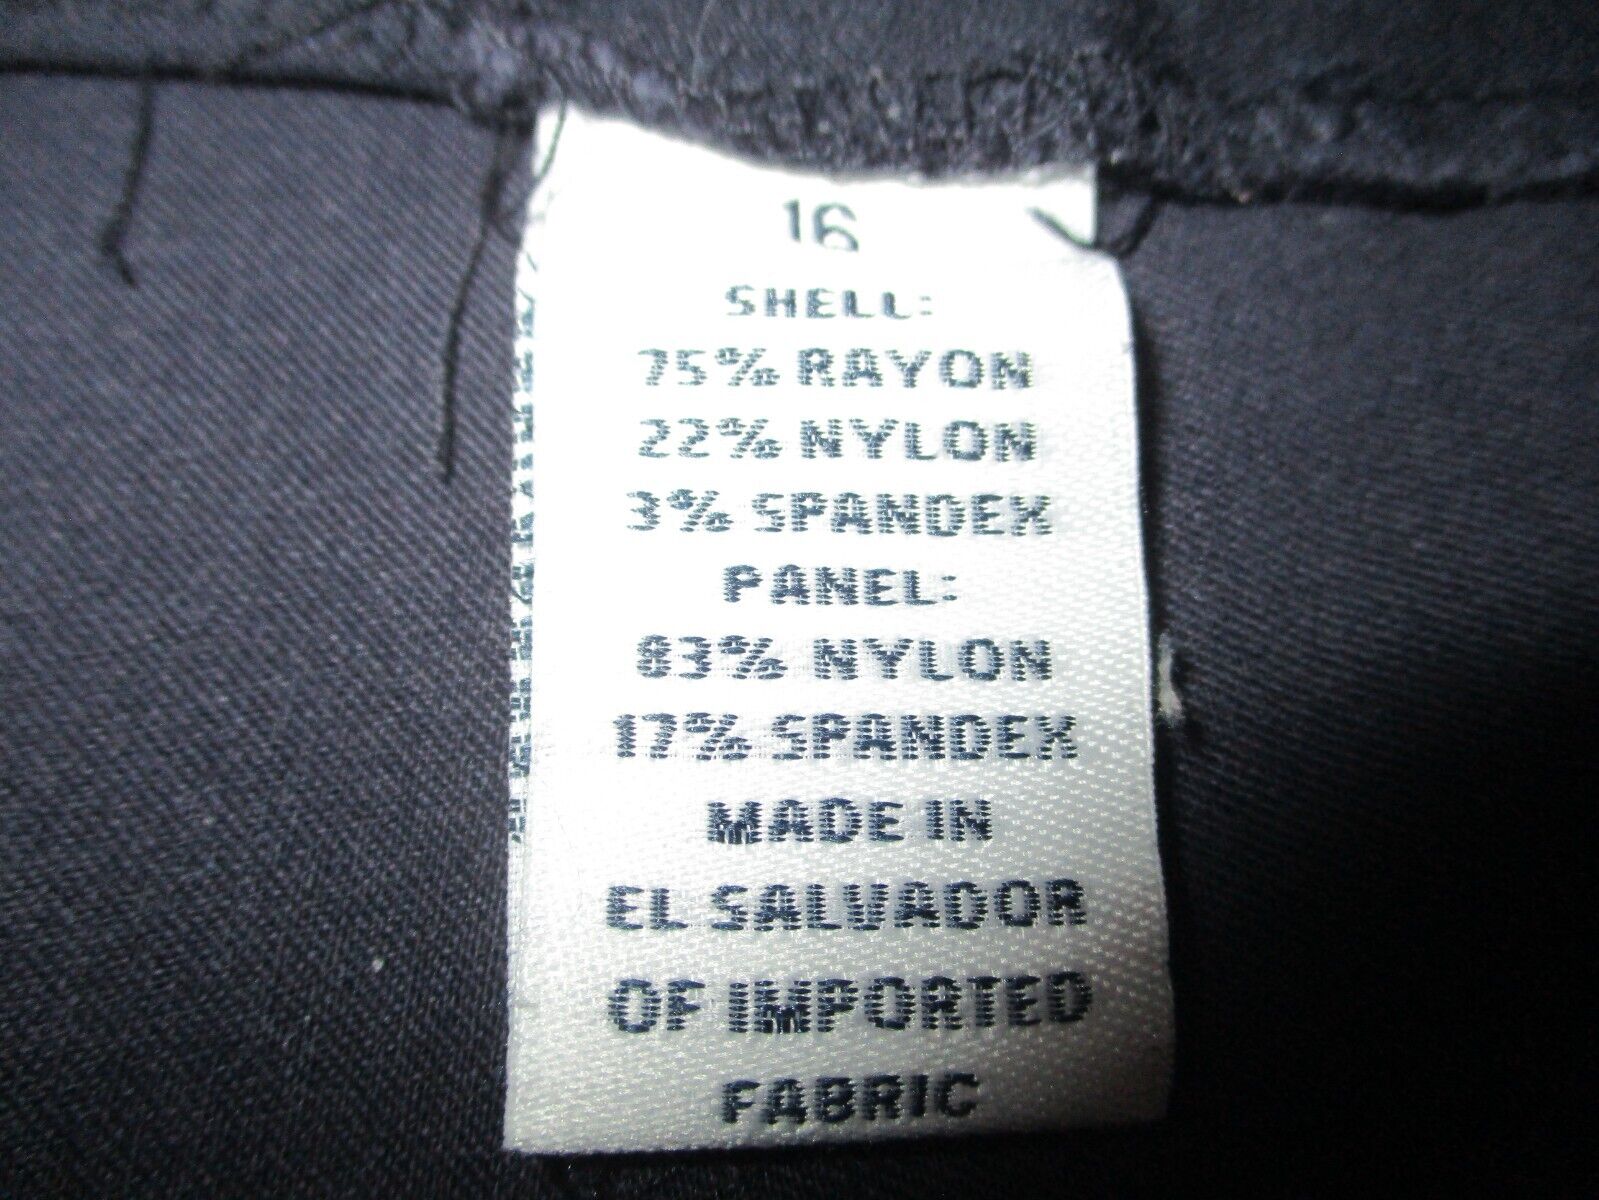 16
SHELL:
75% RAYON
22% NYLON
3% SPANDEX
PANEL:
83% NYLON
17% SPANDEX
MADE IN
EL SALVADOR
OF IMPORTED
FABRIC